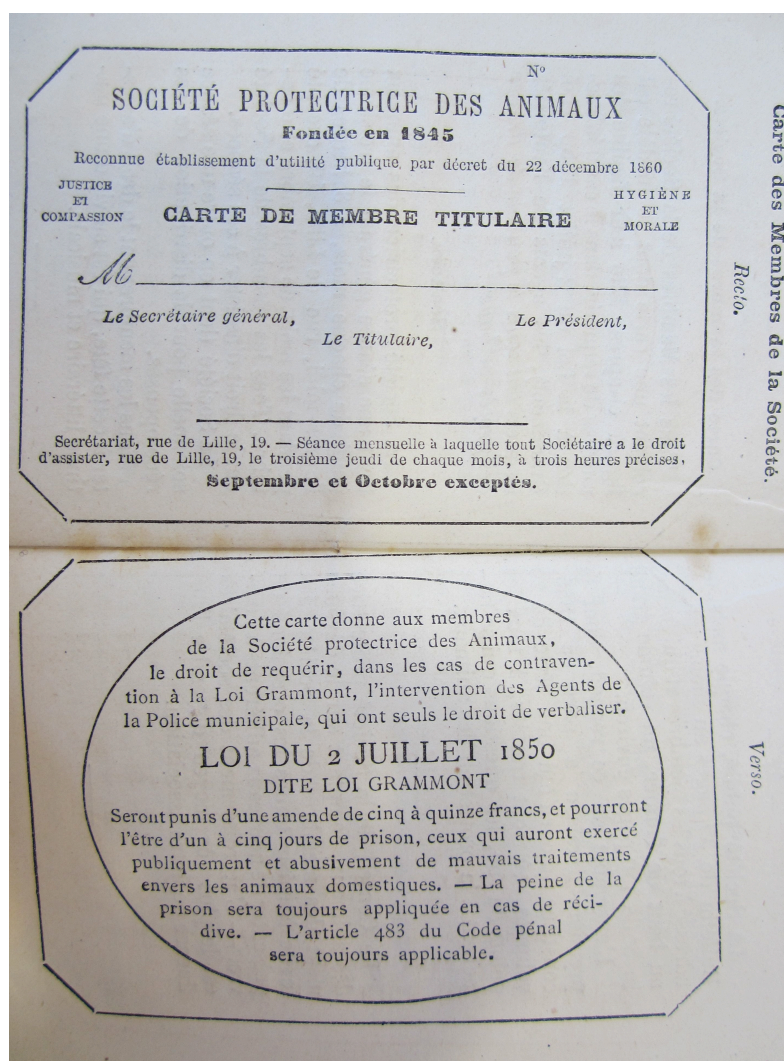 Carte des Membres de la Société.
Recto.
Nº
SOCIÉTÉ PROTECTRICE DES ANIMAUX
Fondée en 1845
Reconnue établissement d'utilité publique, par décret du 22 décembre 1860
JUSTICE
ET
COMPASSION
HYGIÈNE
ET
MORALE
CARTE DE MEMBRE TITULAIRE
M
Le Secrétaire général,
Le Président,
Le Titulaire,
Secrétariat, rue de Lille, 19. — Séance mensuelle à laquelle tout Sociétaire a le droit
d'assister, rue de Lille, 19, le troisième jeudi de chaque mois, à trois heures précises,
Septembre et Octobre exceptés.
Verso.
Cette carte donne aux membres
de la Société protectrice des Animaux,
le droit de requérir, dans les cas de contraven-
tion à la Loi Grammont, l'intervention des Agents de
la Police municipale, qui ont seuls le droit de verbaliser.
LOI DU 2 JUILLET 1850
DITE LOI GRAMMONT
Seront punis d'une amende de cinq à quinze francs, et pourront
l'être d'un à cinq jours de prison, ceux qui auront exercé
publiquement et abusivement de mauvais traitements
envers les animaux domestiques. — La peine de la
prison sera toujours appliquée en cas de réci-
dive. — L'article 483 du Code pénal
sera toujours applicable.